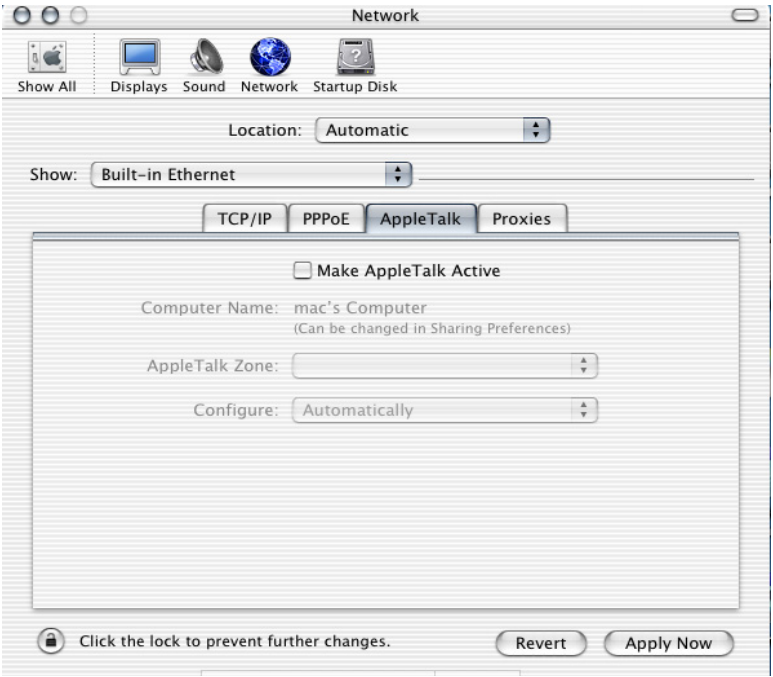 Network
Show All Displays Sound Network Startup Disk
Location: Automatic
Show: Built-in Ethernet
TCP/IP PPPoE AppleTalk Proxies
Make AppleTalk Active
Computer Name: mac's Computer
(Can be changed in Sharing Preferences)
AppleTalk Zone:
Configure: Automatically
Click the lock to prevent further changes. Revert Apply Now